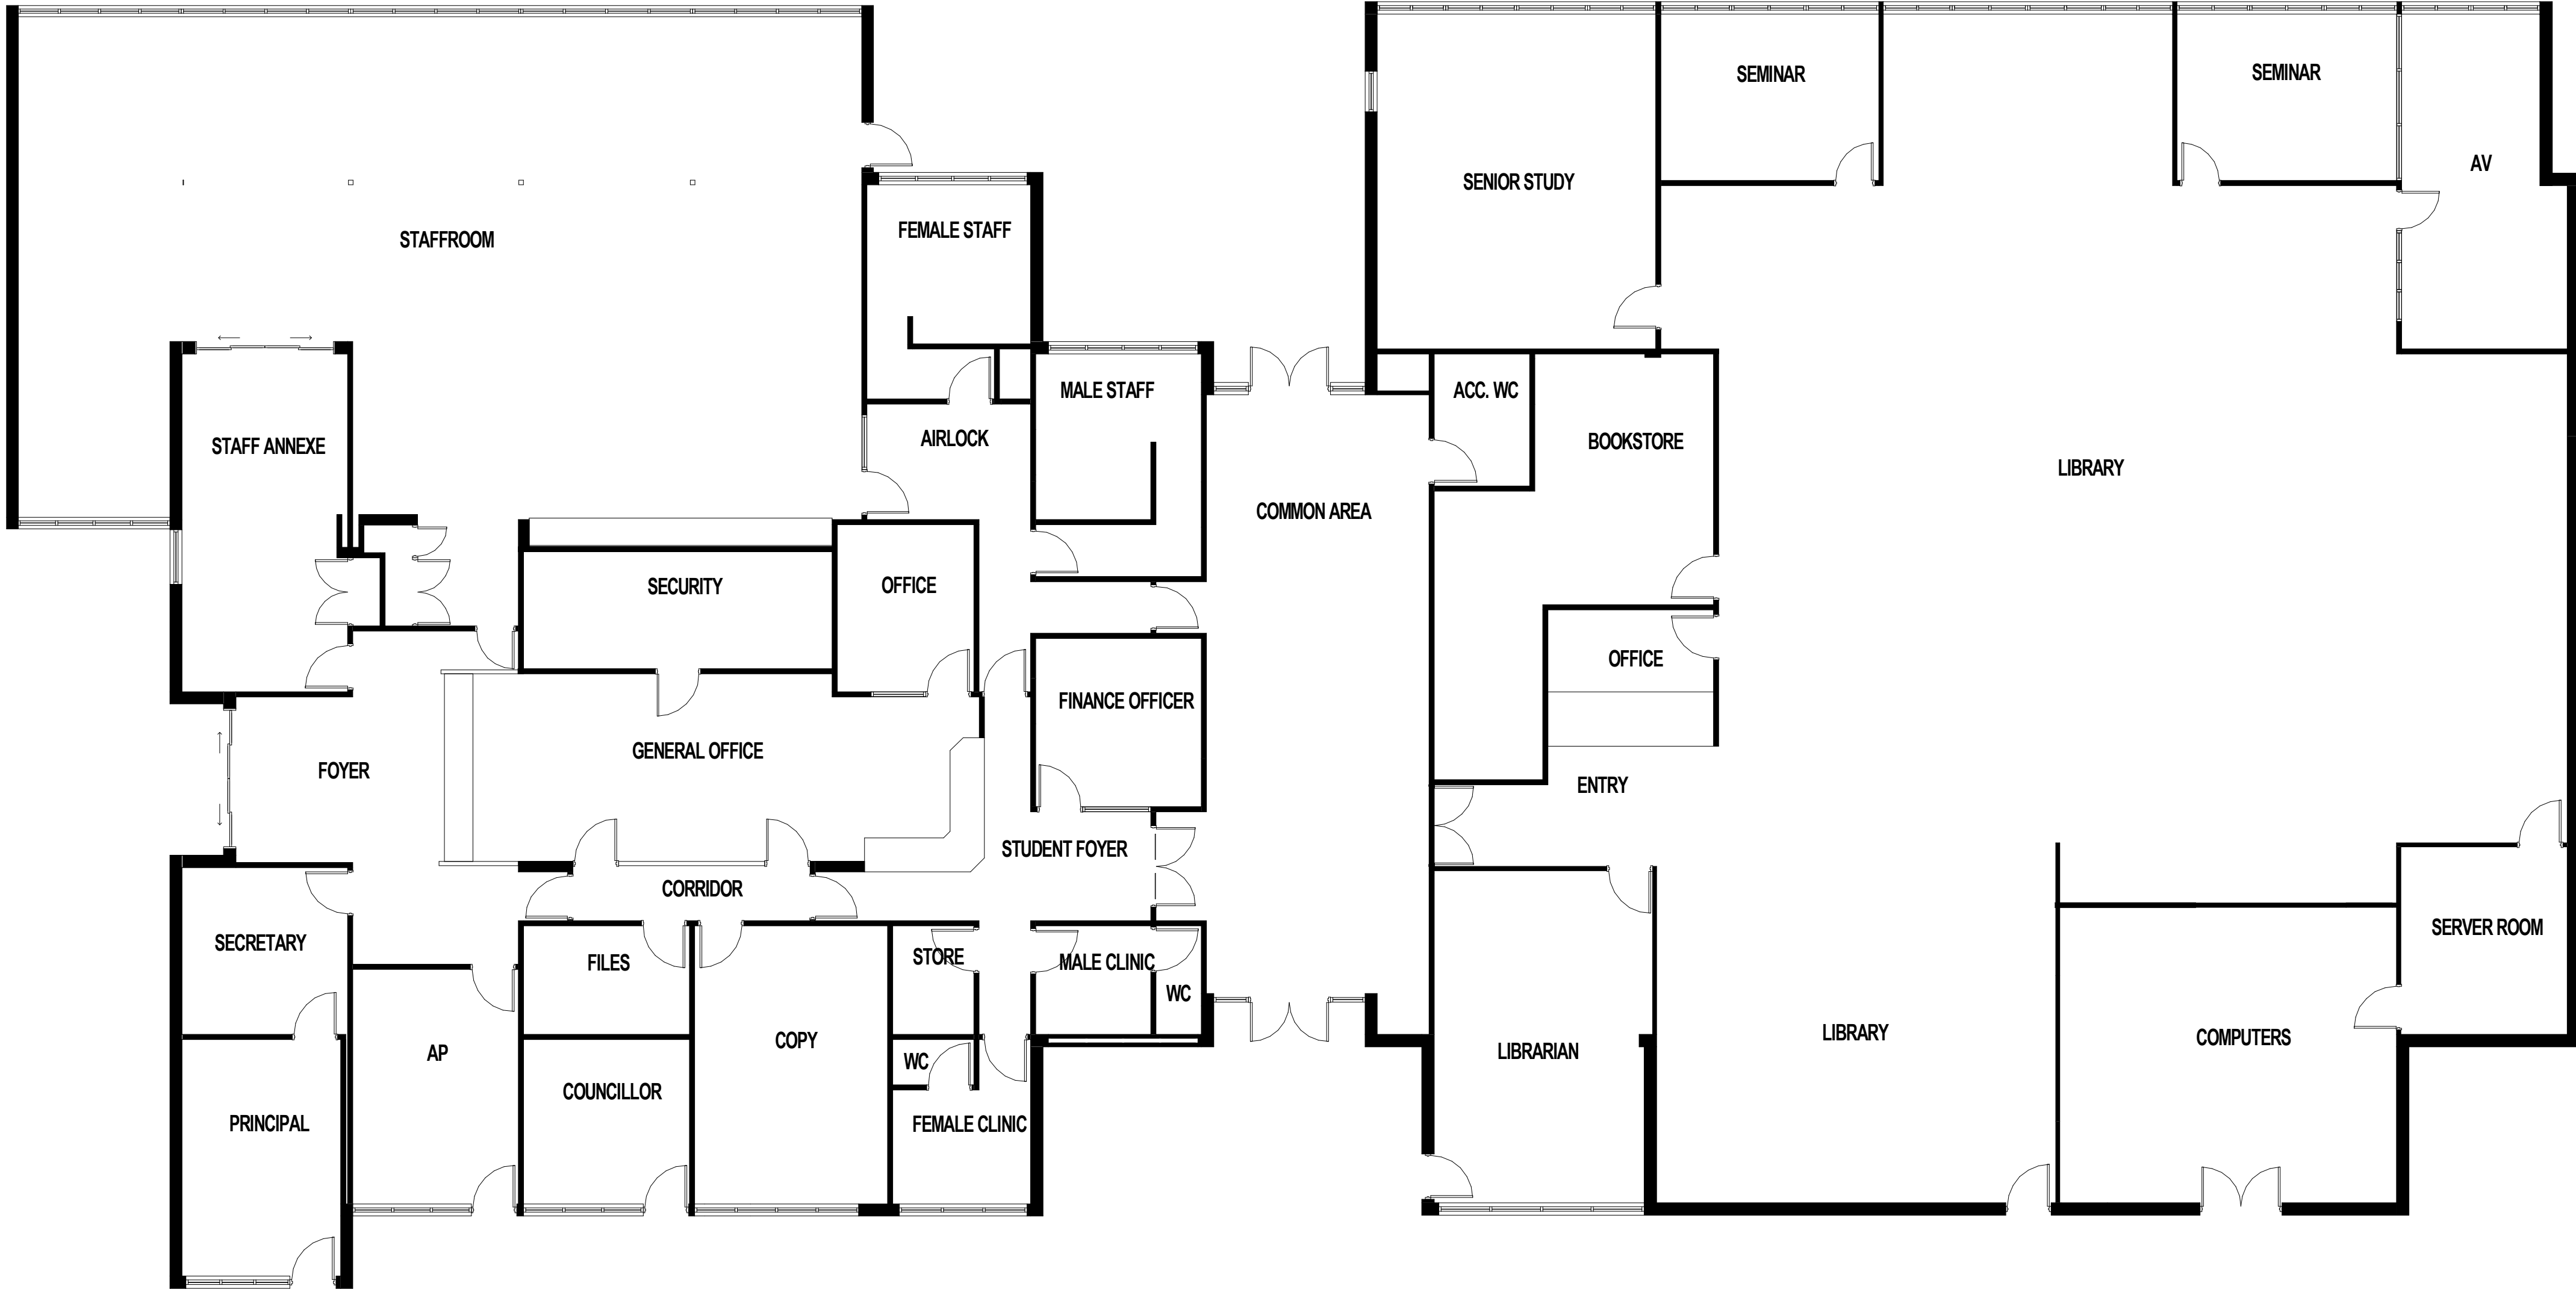 SEMINAR
SEMINAR
AV
SENIOR STUDY
STAFFROOM
FEMALE STAFF
MALE STAFF
ACC. WC
STAFF ANNEXE
AIRLOCK
BOOKSTORE
LIBRARY
COMMON AREA
SECURITY
OFFICE
OFFICE
FINANCE OFFICER
GENERAL OFFICE
FOYER
ENTRY
STUDENT FOYER
CORRIDOR
SECRETARY
FILES
STORE
MALE CLINIC
WC
SERVER ROOM
COPY
AP
WC
LIBRARIAN
LIBRARY
COMPUTERS
COUNCILLOR
PRINCIPAL
FEMALE CLINIC